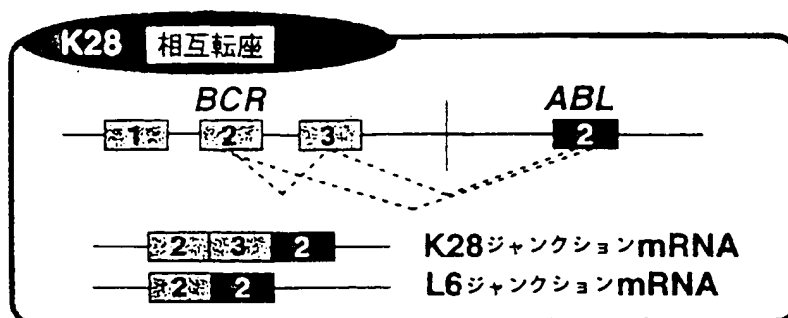 K28 相互転座
BCR ABL
1 2 3 2
2 3 2 K28ジャンクションmRNA
2 2 L6ジャンクションmRNA